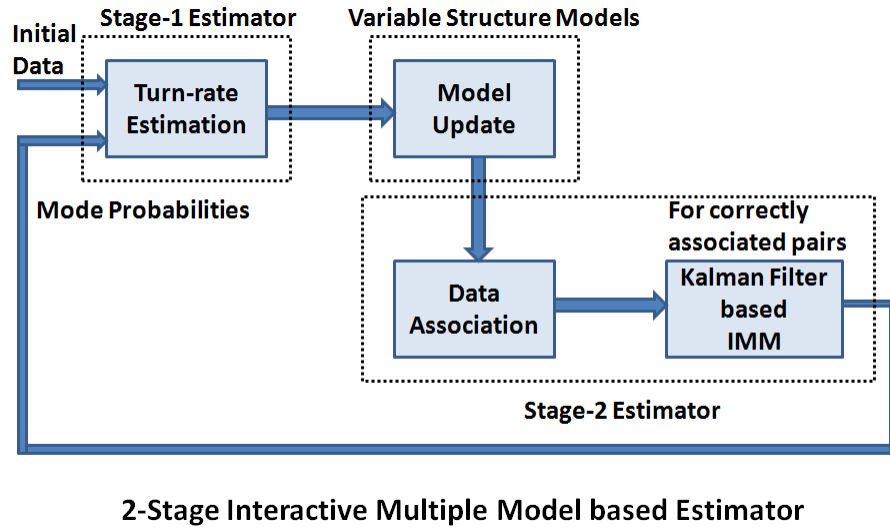 Stage-1 Estimator
Variable Structure Models
Initial
Data
Turn-rate
Estimation
Model
Update
Mode Probabilities
For correctly
associated pairs
Data
Association
Kalman Filter
based
IMM
Stage-2 Estimator
2-Stage Interactive Multiple Model based Estimator